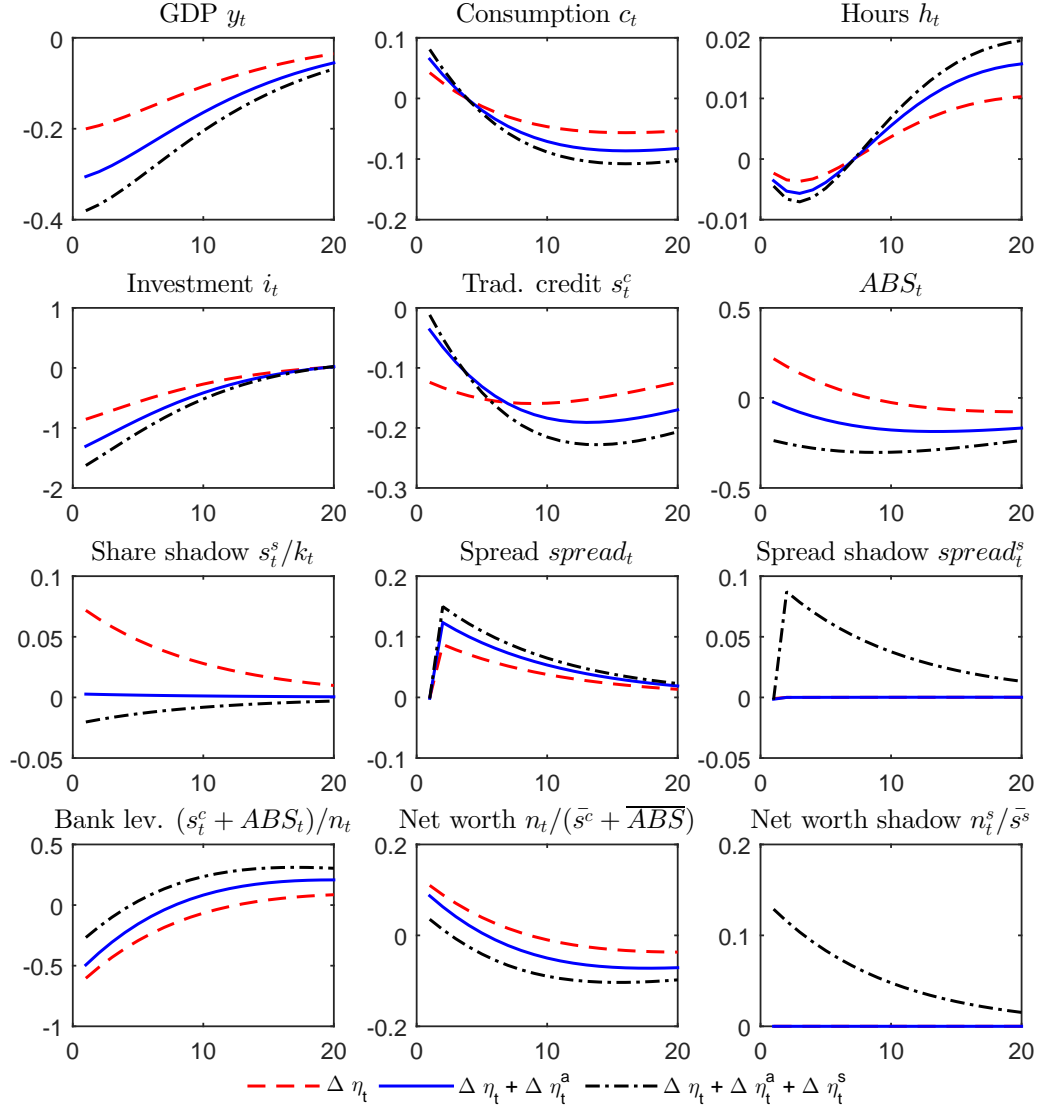 GDP y_t Consumption c_t Hours h_t
0 0.1 0.02
-0.2 0 0.01
-0.1 0
-0.4 -0.2 -0.01
0 10 20 0 10 20 0 10 20
Investment i_t Trad. credit s_t^c ABS_t
1 0 0.5
0 -0.1 0
-1 -0.2
-2 -0.3 -0.5
0 10 20 0 10 20 0 10 20
Share shadow s_t^s/k_t Spread spread_t Spread shadow spread_t^s
0.1 0.2 0.1
0.05 0.1 0.05
0 0 0
-0.05 -0.1 -0.05
0 10 20 0 10 20 0 10 20
Bank lev. (s_t^c + ABS_t)/n_t Net worth n_t/(s̄^c + \overline{ABS}) Net worth shadow n_t^s/s̄^s
0.5 0.2 0.2
0 0 0.1
-0.5
-1 -0.2 0
0 10 20 0 10 20 0 10 20
Δ η_t Δ η_t + Δ η_t^a Δ η_t + Δ η_t^a + Δ η_t^s